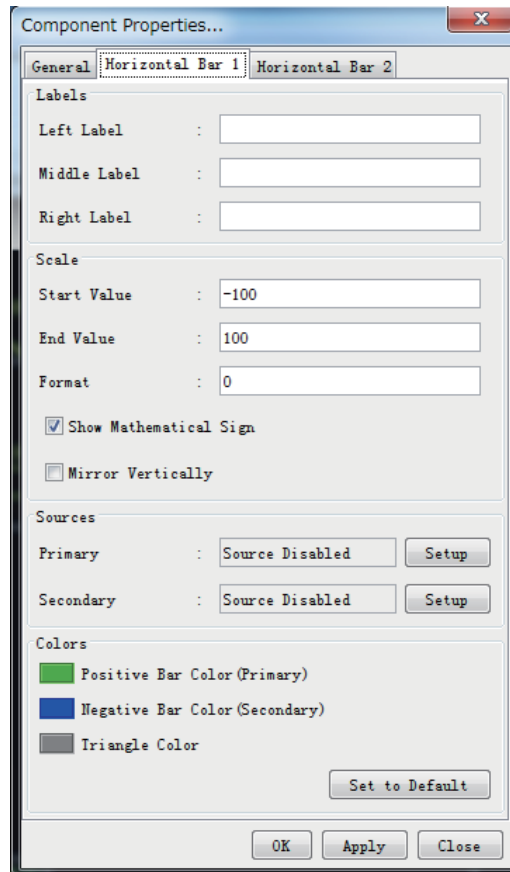 Component Properties...
x
General Horizontal Bar 1 Horizontal Bar 2
Labels
Left Label :
Middle Label :
Right Label :
Scale
Start Value : -100
End Value : 100
Format : 0
Show Mathematical Sign
Mirror Vertically
Sources
Primary : Source Disabled Setup
Secondary : Source Disabled Setup
Colors
Positive Bar Color(Primary)
Negative Bar Color(Secondary)
Triangle Color
Set to Default
OK Apply Close